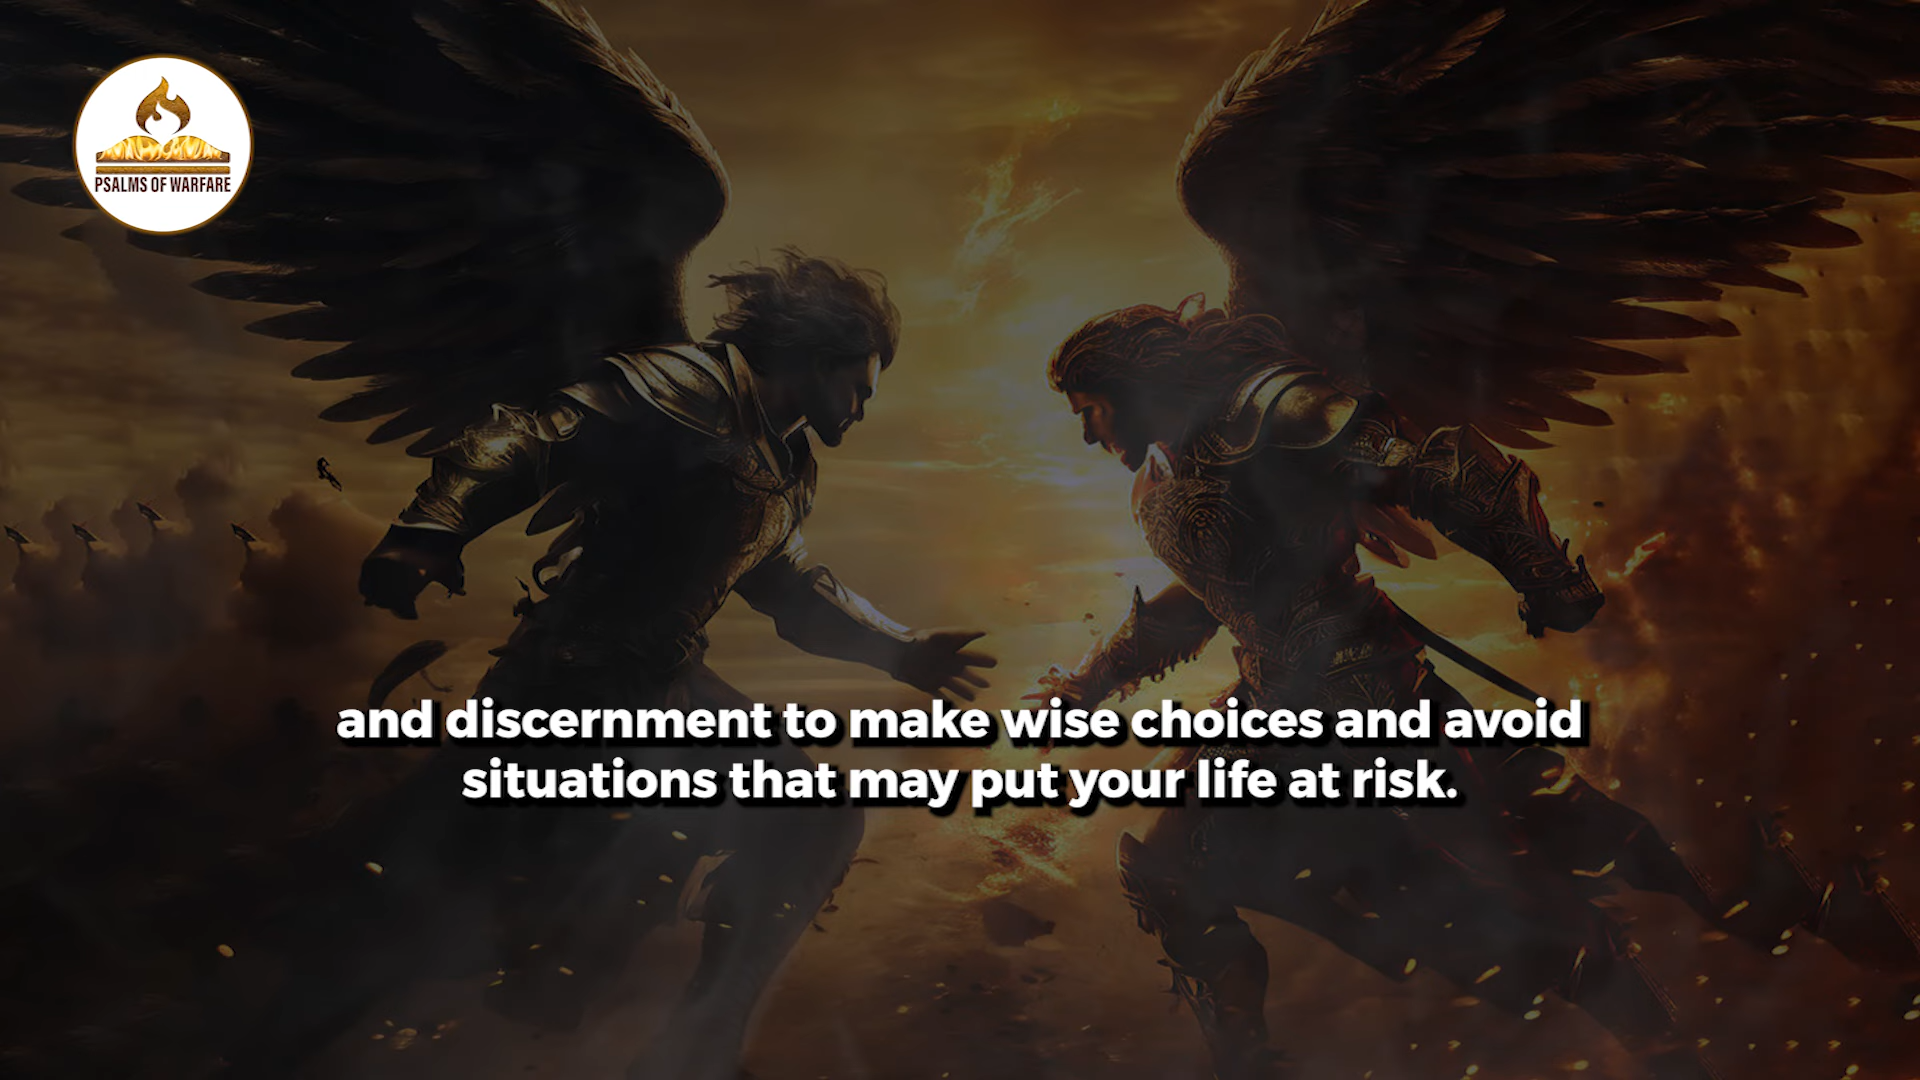 PSALMS OF WARFARE
and discernment to make wise choices and avoid
situations that may put your life at risk.